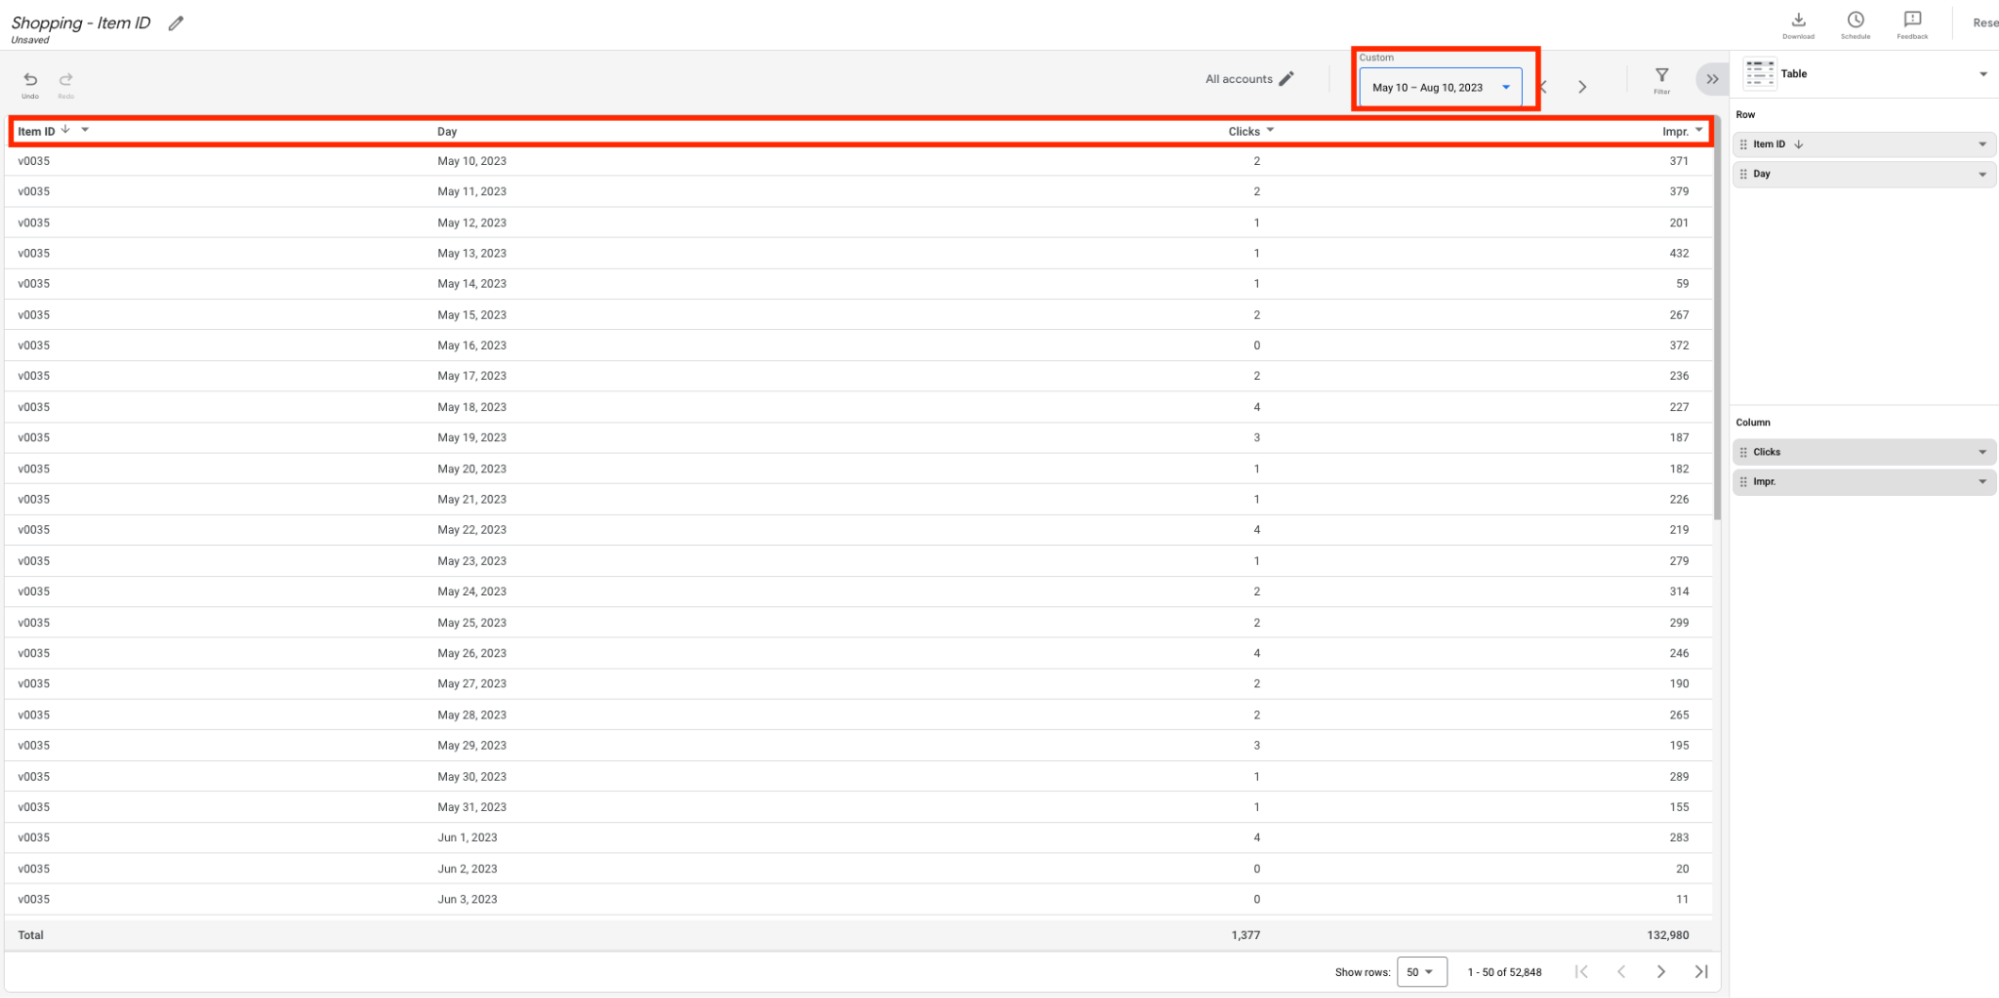 Shopping - Item ID
Unsaved
Download Schedule Feedback Rese
Undo Redo All accounts Custom May 10 – Aug 10, 2023 Filter Table
Item ID Day Clicks Impr.
v0035 May 10, 2023 2 371
v0035 May 11, 2023 2 379
v0035 May 12, 2023 1 201
v0035 May 13, 2023 1 432
v0035 May 14, 2023 1 59
v0035 May 15, 2023 2 267
v0035 May 16, 2023 0 372
v0035 May 17, 2023 2 236
v0035 May 18, 2023 4 227
v0035 May 19, 2023 3 187
v0035 May 20, 2023 1 182
v0035 May 21, 2023 1 226
v0035 May 22, 2023 4 219
v0035 May 23, 2023 1 279
v0035 May 24, 2023 2 314
v0035 May 25, 2023 2 299
v0035 May 26, 2023 4 246
v0035 May 27, 2023 2 190
v0035 May 28, 2023 2 265
v0035 May 29, 2023 3 195
v0035 May 30, 2023 1 289
v0035 May 31, 2023 1 155
v0035 Jun 1, 2023 4 283
v0035 Jun 2, 2023 0 20
v0035 Jun 3, 2023 0 11
Total 1,377 132,980
Show rows: 50 1 - 50 of 52,848
Row
Item ID
Day
Column
Clicks
Impr.